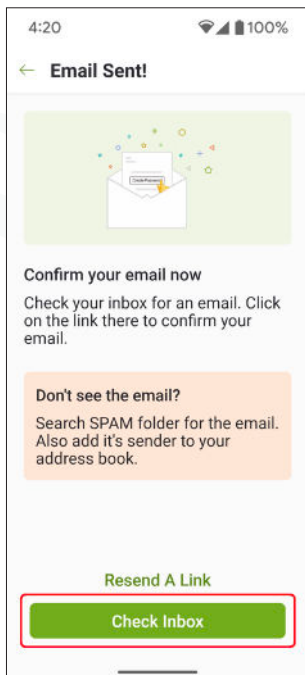 4:20 100%
← Email Sent!
Create Password
Confirm your email now
Check your inbox for an email. Click
on the link there to confirm your
email.
Don't see the email?
Search SPAM folder for the email.
Also add it's sender to your
address book.
Resend A Link
Check Inbox